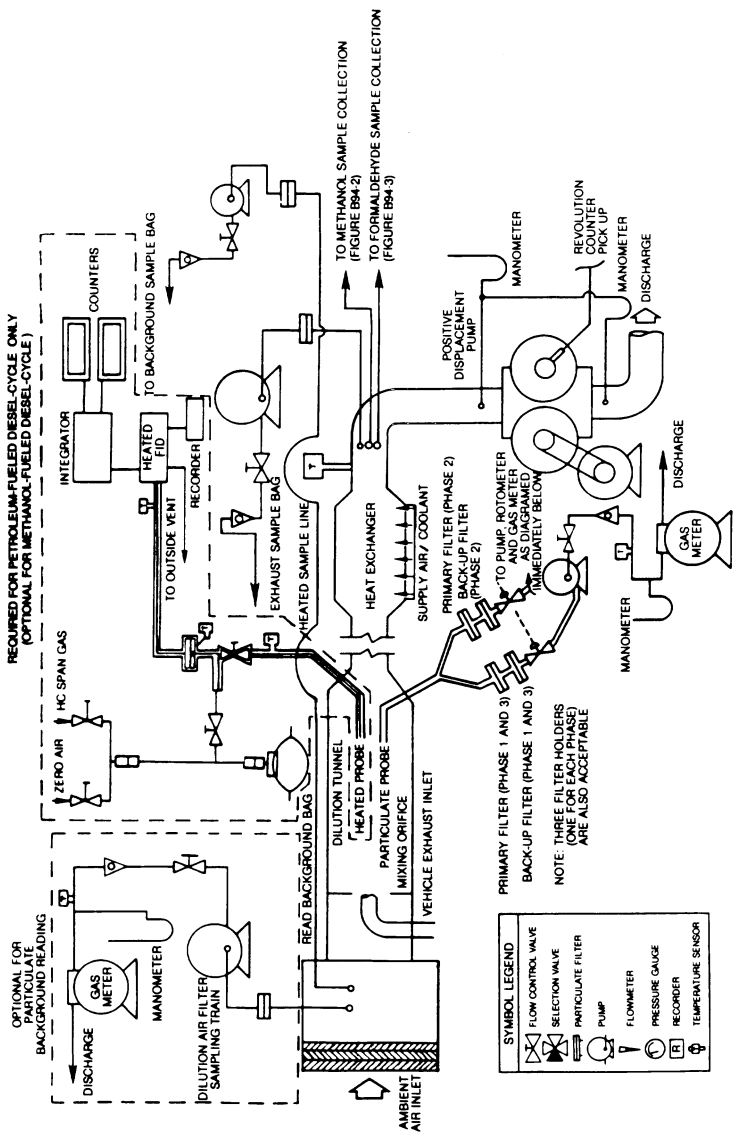 REQUIRED FOR PETROLEUM-FUELED DIESEL-CYCLE ONLY
(OPTIONAL FOR METHANOL-FUELED DIESEL-CYCLE)
OPTIONAL FOR
PARTICULATE
BACKGROUND READING
DISCHARGE
GAS
METER
MANOMETER
DILUTION AIR FILTER
SAMPLING TRAIN
ZERO AIR
HC SPAN GAS
INTEGRATOR
COUNTERS
HEATED
FID
RECORDER
TO OUTSIDE VENT
TO BACKGROUND SAMPLE BAG
EXHAUST SAMPLE BAG
HEATED SAMPLE LINE
READ BACKGROUND BAG
TO METHANOL SAMPLE COLLECTION
(FIGURE B94-2)
TO FORMALDEHYDE SAMPLE COLLECTION
(FIGURE B94-3)
AMBIENT
AIR INLET
DILUTION TUNNEL
HEATED PROBE
PARTICULATE PROBE
MIXING ORIFICE
VEHICLE EXHAUST INLET
T
HEAT EXCHANGER
SUPPLY AIR/ COOLANT
POSITIVE
DISPLACEMENT
PUMP
MANOMETER
REVOLUTION
COUNTER
PICK UP
MANOMETER
DISCHARGE
PRIMARY FILTER (PHASE 2)
BACK-UP FILTER
(PHASE 2)
TO PUMP, ROTOMETER
AND GAS METER
AS DIAGRAMED
IMMEDIATELY BELOW
PRIMARY FILTER (PHASE 1 AND 3)
BACK-UP FILTER (PHASE 1 AND 3)
NOTE: THREE FILTER HOLDERS
(ONE FOR EACH PHASE)
ARE ALSO ACCEPTABLE
MANOMETER
GAS
METER
DISCHARGE
SYMBOL LEGEND
FLOW CONTROL VALVE
SELECTION VALVE
PARTICULATE FILTER
PUMP
FLOWMETER
PRESSURE GAUGE
R RECORDER
TEMPERATURE SENSOR